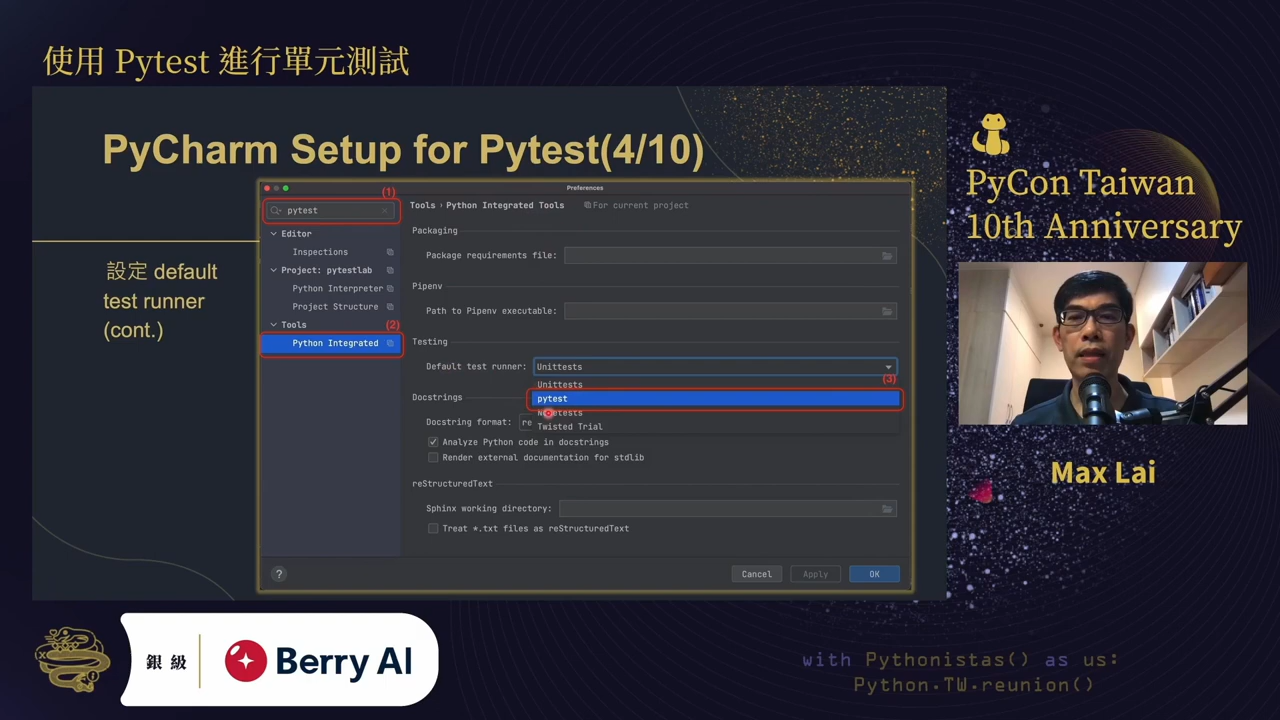 使用 Pytest 進行單元測試
PyCharm Setup for Pytest(4/10)
設定 default
test runner
(cont.)
Preferences
(1)
pytest
Editor
Inspections
Project: pytestlab
Python Interpreter
Project Structure
Tools
(2)
Python Integrated
Tools › Python Integrated Tools
For current project
Packaging
Package requirements file:
Pipenv
Path to Pipenv executable:
Testing
Default test runner:
Unittests
(3)
Unittests
pytest
Twisted Trial
Docstrings
Docstring format:
re
Analyze Python code in docstrings
Render external documentation for stdlib
reStructuredText
Sphinx working directory:
Treat *.txt files as reStructuredText
?
Cancel
Apply
OK
PyCon Taiwan
10th Anniversary
Max Lai
銀級
Berry AI
with Pythonistas() as us:
Python.TW.reunion()